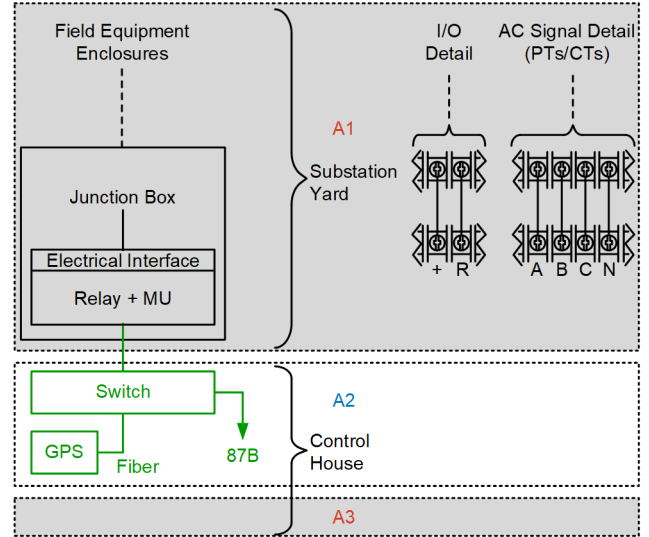 Field Equipment
Enclosures
I/O
Detail
AC Signal Detail
(PTs/CTs)
A1
Substation
Yard
Junction Box
Electrical Interface
Relay + MU
+ R
A B C N
Switch
A2
GPS
Fiber
87B
Control
House
A3